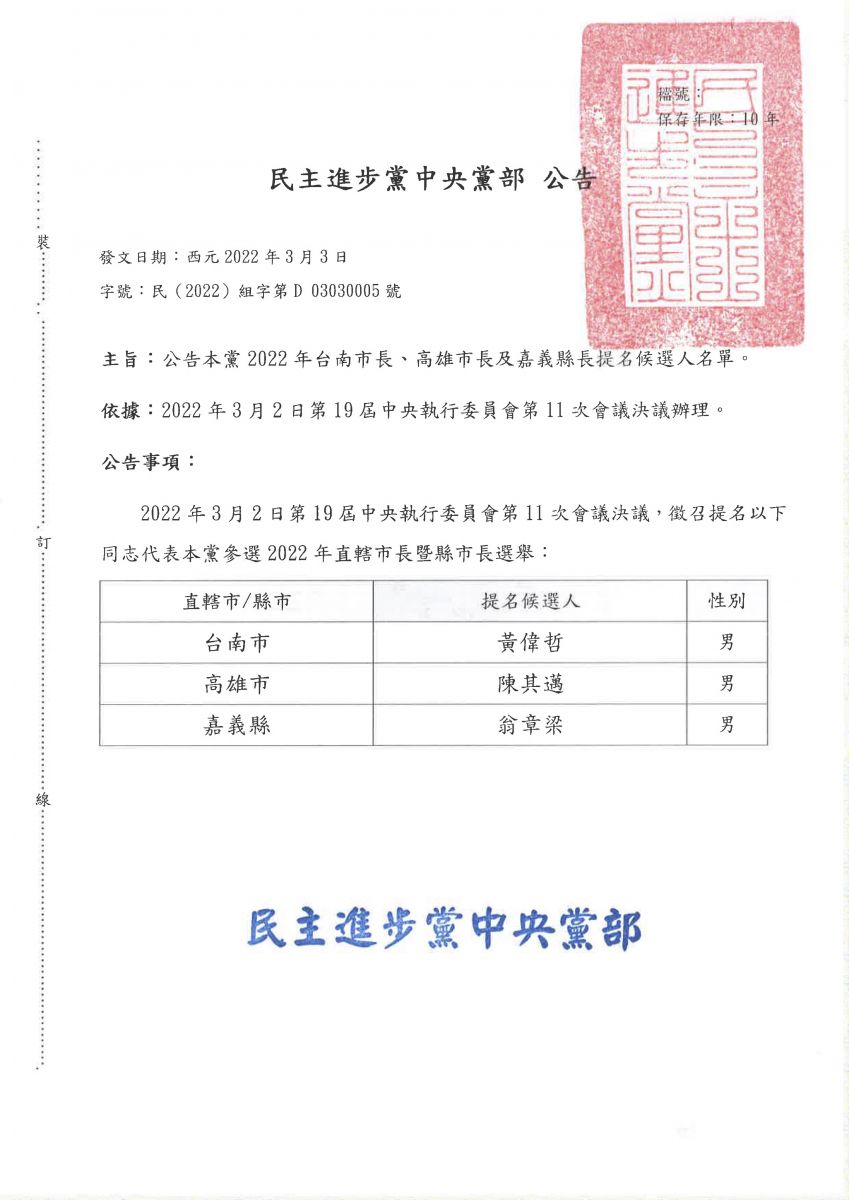 檔號：
保存年限：10 年
民主進步黨中央黨部 公告
發文日期：西元 2022 年 3 月 3 日
字號：民（2022）組字第 D 03030005 號
主旨：公告本黨 2022 年台南市長、高雄市長及嘉義縣長提名候選人名單。
依據：2022 年 3 月 2 日第 19 屆中央執行委員會第 11 次會議決議辦理。
公告事項：
2022 年 3 月 2 日第 19 屆中央執行委員會第 11 次會議決議，徵召提名以下
同志代表本黨參選 2022 年直轄市長暨縣市長選舉：
直轄市/縣市 提名候選人 性別
台南市 黃偉哲 男
高雄市 陳其邁 男
嘉義縣 翁章梁 男
民主進步黨中央黨部
裝
訂
線